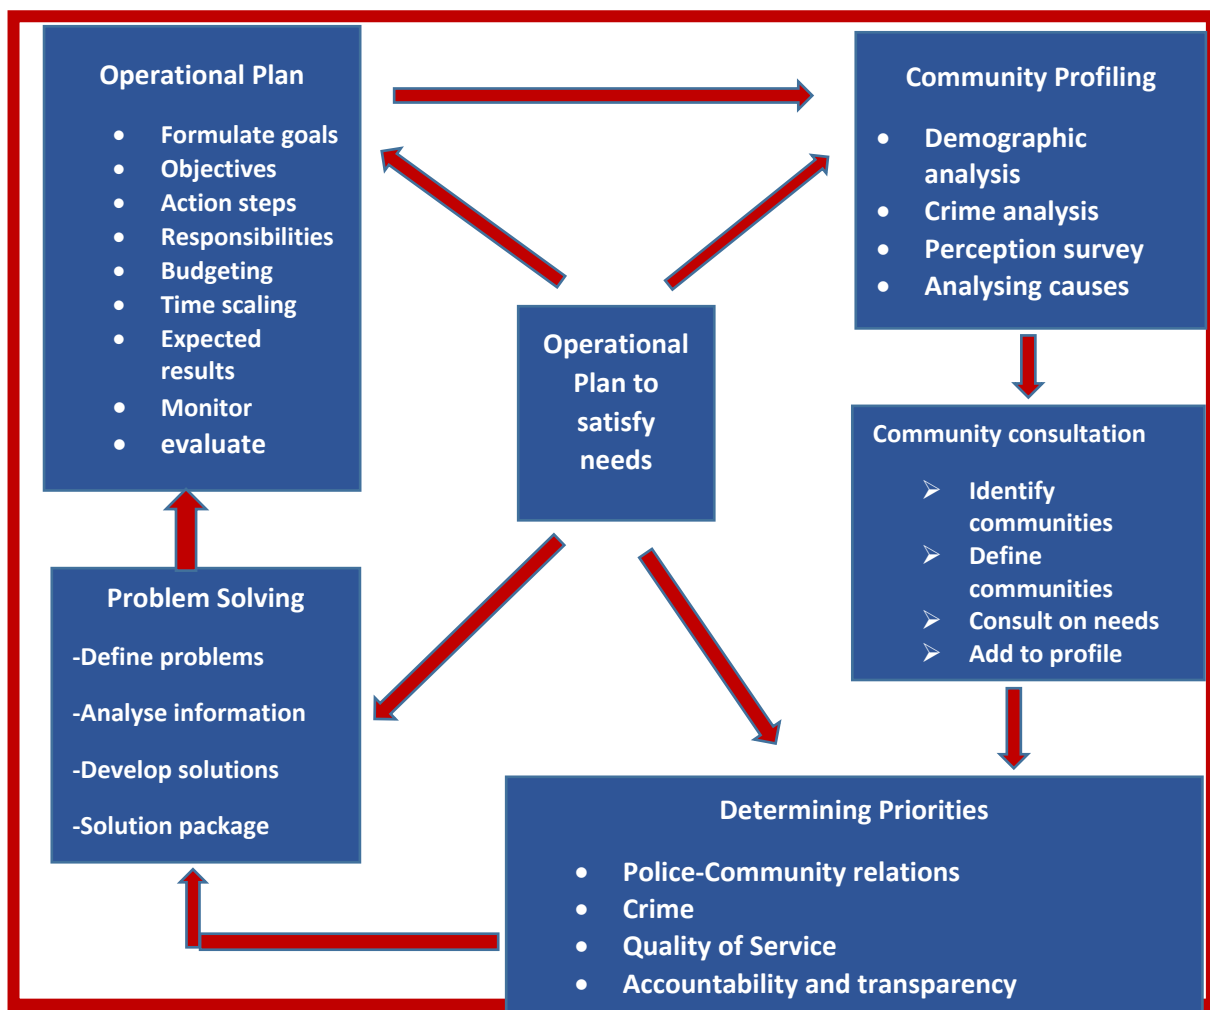 Operational Plan
• Formulate goals
• Objectives
• Action steps
• Responsibilities
• Budgeting
• Time scaling
• Expected
results
• Monitor
• evaluate
Community Profiling
• Demographic
analysis
• Crime analysis
• Perception survey
• Analysing causes
Operational
Plan to
satisfy
needs
Community consultation
➢ Identify
communities
➢ Define
communities
➢ Consult on needs
➢ Add to profile
Problem Solving
-Define problems
-Analyse information
-Develop solutions
-Solution package
Determining Priorities
• Police-Community relations
• Crime
• Quality of Service
• Accountability and transparency